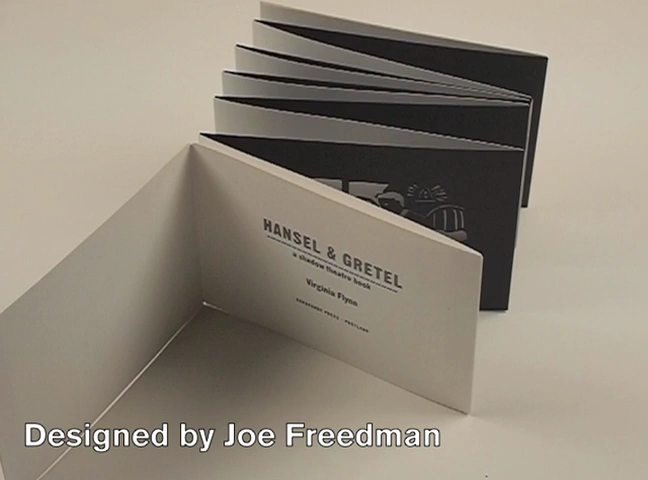 HANSEL & GRETEL
a shadow theatre book
Virginia Flynn
Designed by Joe Freedman